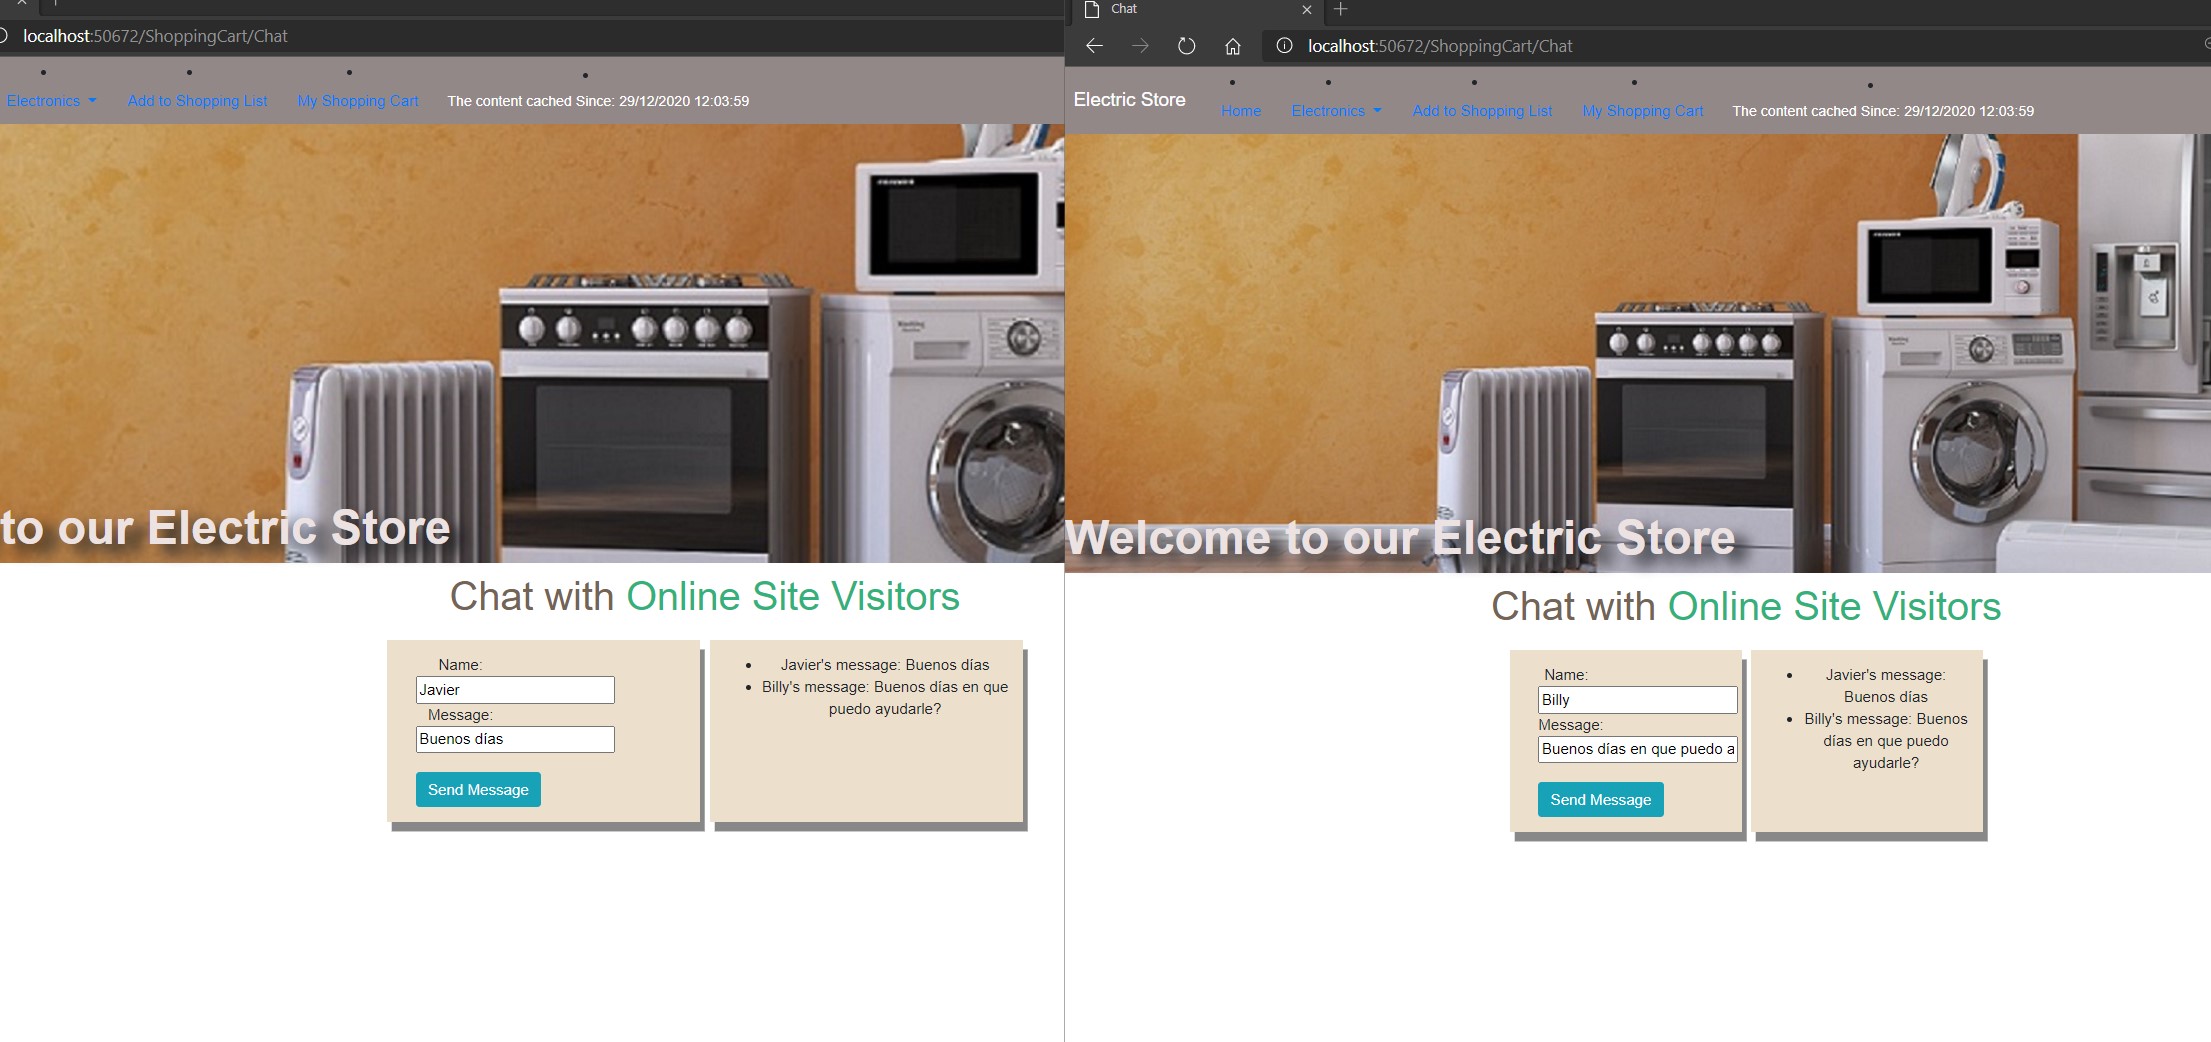 localhost:50672/ShoppingCart/Chat
Electronics
Add to Shopping List
My Shopping Cart
The content cached Since: 29/12/2020 12:03:59
to our Electric Store
Chat with Online Site Visitors
Name:
Javier
Message:
Buenos días
Send Message
Javier's message: Buenos días
Billy's message: Buenos días en que
puedo ayudarle?
Chat
localhost:50672/ShoppingCart/Chat
Electric Store
Home
Electronics
Add to Shopping List
My Shopping Cart
The content cached Since: 29/12/2020 12:03:59
Welcome to our Electric Store
Chat with Online Site Visitors
Name:
Billy
Message:
Buenos días en que puedo a
Send Message
Javier's message:
Buenos días
Billy's message: Buenos
días en que puedo
ayudarle?